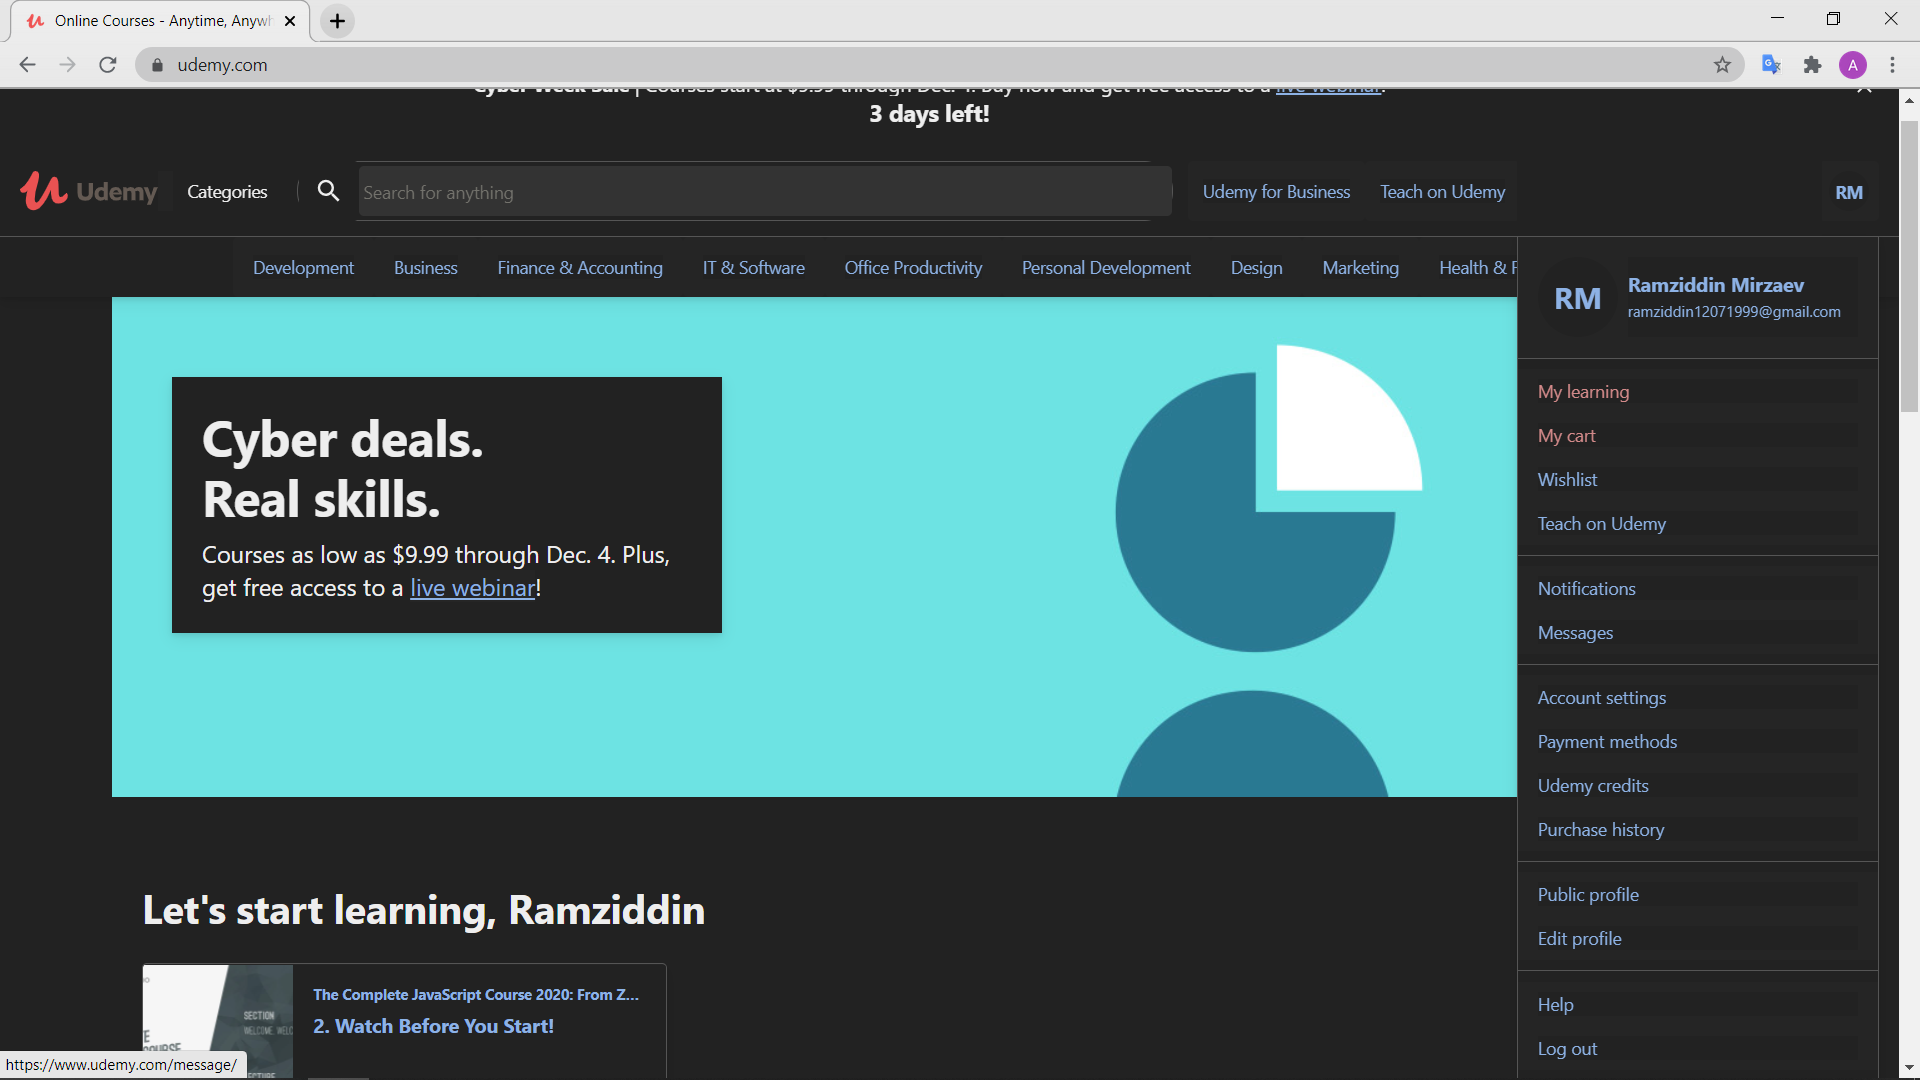 Online Courses - Anytime, Anywh
udemy.com
A
Cyber Week Sale | Courses start at $9.99 through Dec. 4. Buy now and get free access to a live webinar!
3 days left!
Udemy
Categories
Search for anything
Udemy for Business
Teach on Udemy
RM
Development
Business
Finance & Accounting
IT & Software
Office Productivity
Personal Development
Design
Marketing
Health & F
RM
Ramziddin Mirzaev
ramziddin12071999@gmail.com
My learning
My cart
Wishlist
Teach on Udemy
Notifications
Messages
Account settings
Payment methods
Udemy credits
Purchase history
Public profile
Edit profile
Help
Log out
Cyber deals.
Real skills.
Courses as low as $9.99 through Dec. 4. Plus,
get free access to a live webinar!
Let's start learning, Ramziddin
The Complete JavaScript Course 2020: From Z...
2. Watch Before You Start!
SECTION
https://www.udemy.com/message/